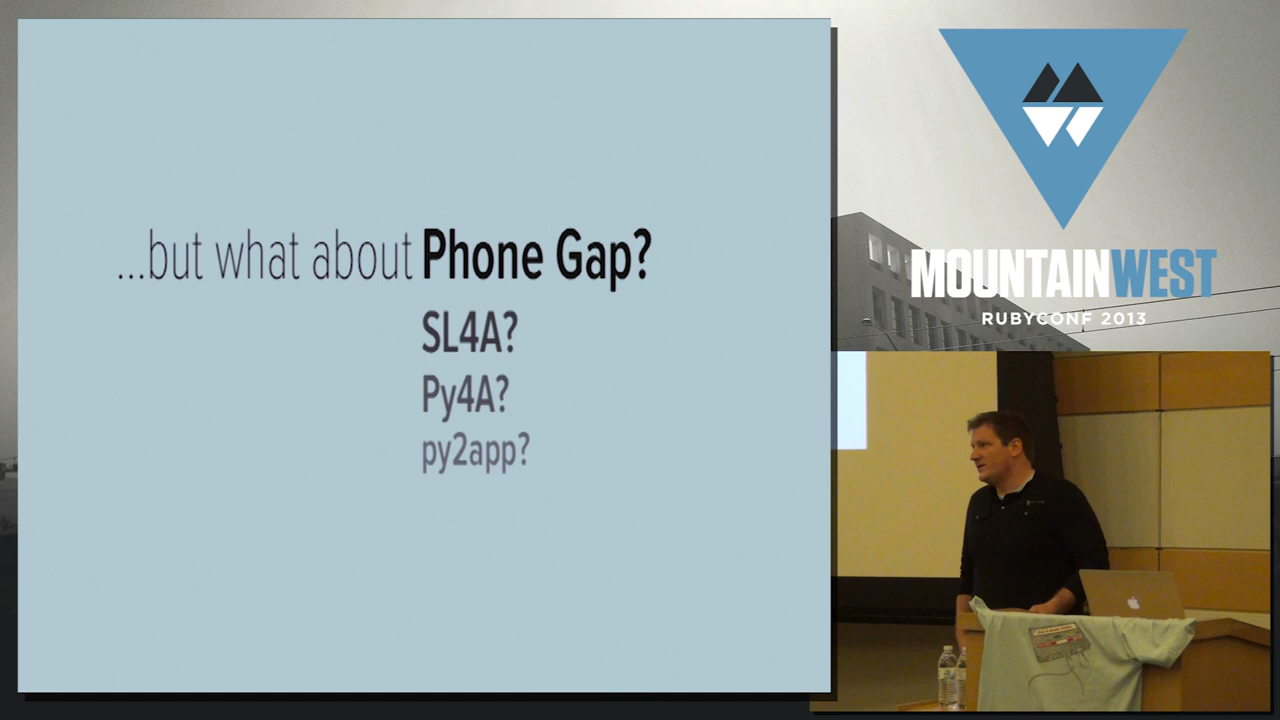 ...but what about Phone Gap?
SL4A?
Py4A?
py2app?
MOUNTAINWEST
RUBYCONF 2013